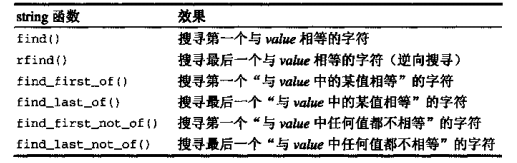 string 函数 效果
find() 搜寻第一个与 value 相等的字符
rfind() 搜寻最后一个与 value 相等的字符（逆向搜寻）
find_first_of() 搜寻第一个“与 value 中的某值相等”的字符
find_last_of() 搜寻最后一个“与 value 中的某值相等”的字符
find_first_not_of() 搜寻第一个“与 value 中任何值都不相等”的字符
find_last_not_of() 搜寻最后一个“与 value 中任何值都不相等”的字符